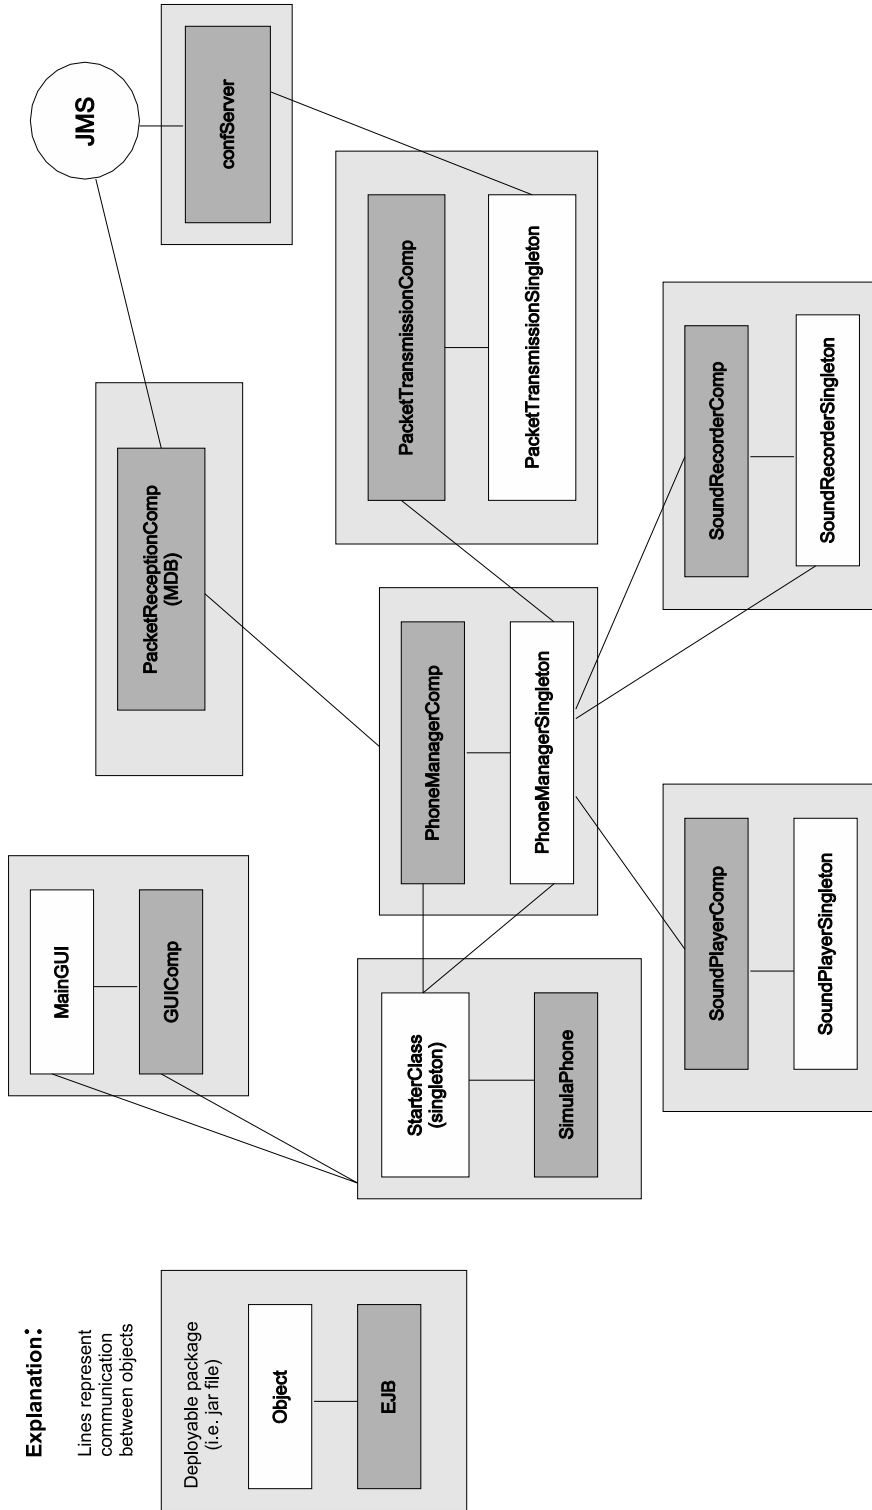 Explanation:
Lines represent
communication
between objects
Deployable package
(i.e. jar file)
Object
EJB
MainGUI
GUIComp
StarterClass
(singleton)
SimulaPhone
PacketReceptionComp
(MDB)
PhoneManagerComp
PhoneManagerSingleton
SoundPlayerComp
SoundPlayerSingleton
JMS
confServer
PacketTransmissionComp
PacketTransmissionSingleton
SoundRecorderComp
SoundRecorderSingleton